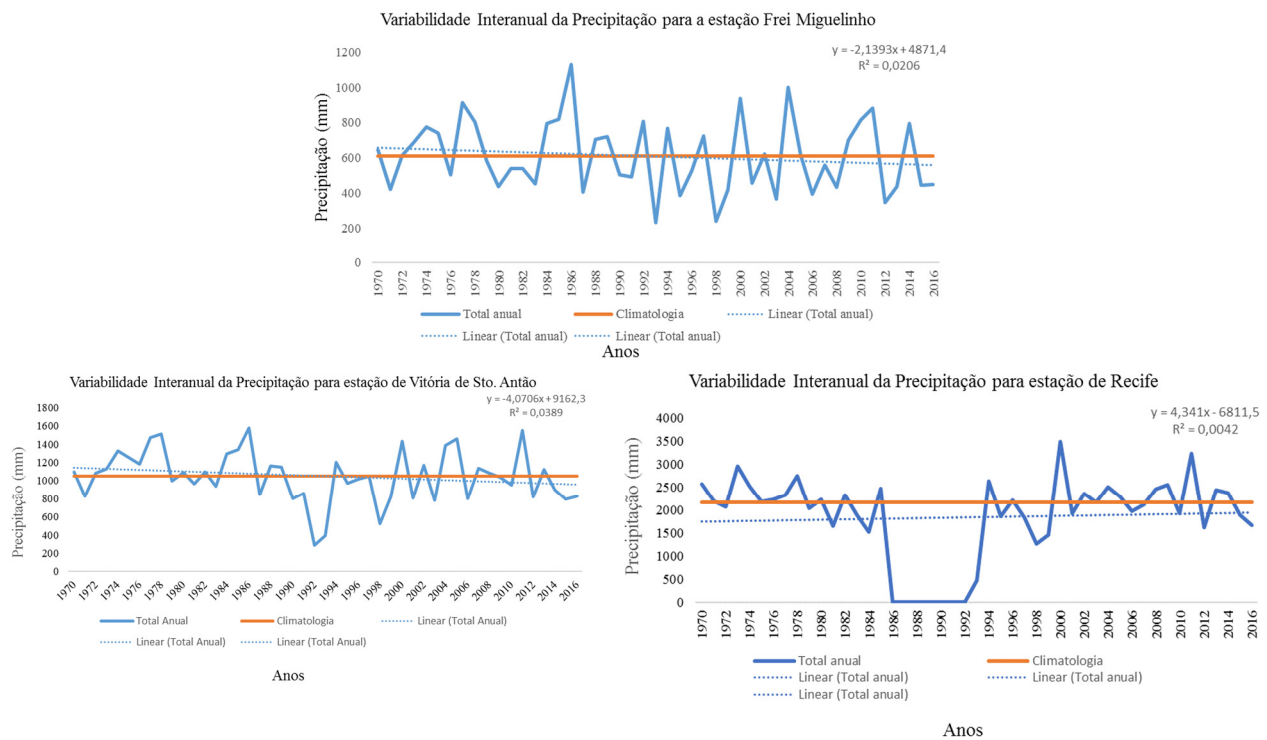 Variabilidade Interanual da Precipitação para a estação Frei Miguelinho
y = -2,1393x + 4871,4
R² = 0,0206
Precipitação (mm)
1200
1000
800
600
400
200
0
1970 1972 1974 1976 1978 1980 1982 1984 1986 1988 1990 1992 1994 1996 1998 2000 2002 2004 2006 2008 2010 2012 2014 2016
Total anual Climatologia Linear (Total anual)
Linear (Total anual) Linear (Total anual)
Anos
Variabilidade Interanual da Precipitação para estação de Vitória de Sto. Antão
y = -4,0706x + 9162,3
R² = 0,0389
Precipitação (mm)
1800
1600
1400
1200
1000
800
600
400
200
0
1970 1972 1974 1976 1978 1980 1982 1984 1986 1988 1990 1992 1994 1996 1998 2000 2002 2004 2006 2008 2010 2012 2014 2016
Total Anual Climatologia Linear (Total Anual)
Linear (Total Anual) Linear (Total Anual)
Anos
Variabilidade Interanual da Precipitação para estação de Recife
y = 4,341x - 6811,5
R² = 0,0042
Precipitação (mm)
4000
3500
3000
2500
2000
1500
1000
500
0
1970 1972 1974 1976 1978 1980 1982 1984 1986 1988 1990 1992 1994 1996 1998 2000 2002 2004 2006 2008 2010 2012 2014 2016
Total anual Climatologia
Linear (Total anual) Linear (Total anual)
Linear (Total anual)
Anos